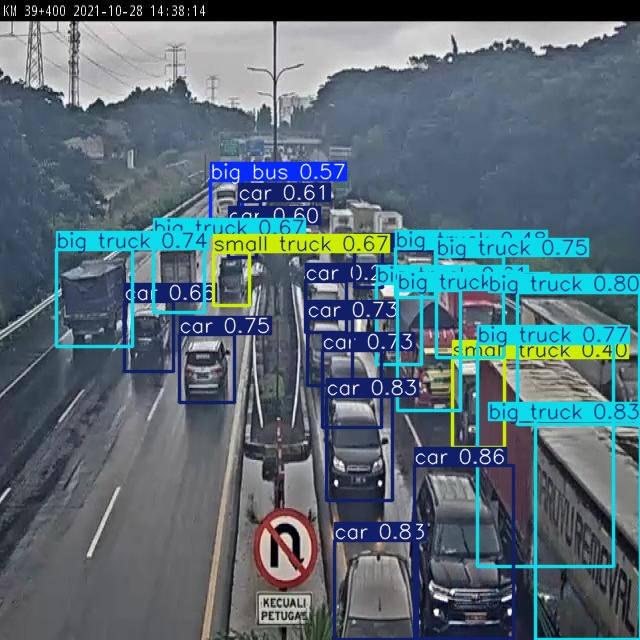 KM 39+400 2021-10-28 14:38:14
big bus 0.57
car 0.61
car 0.60
big truck 0.67
big truck 0.74
small truck 0.67
big truck 0.75
car 0.66
car 0.73
big truck 0.80
car 0.75
car 0.73
big truck 0.77
small truck 0.40
car 0.83
big truck 0.83
car 0.86
car 0.83
REMOVAL
KECUALI
PETUGAS